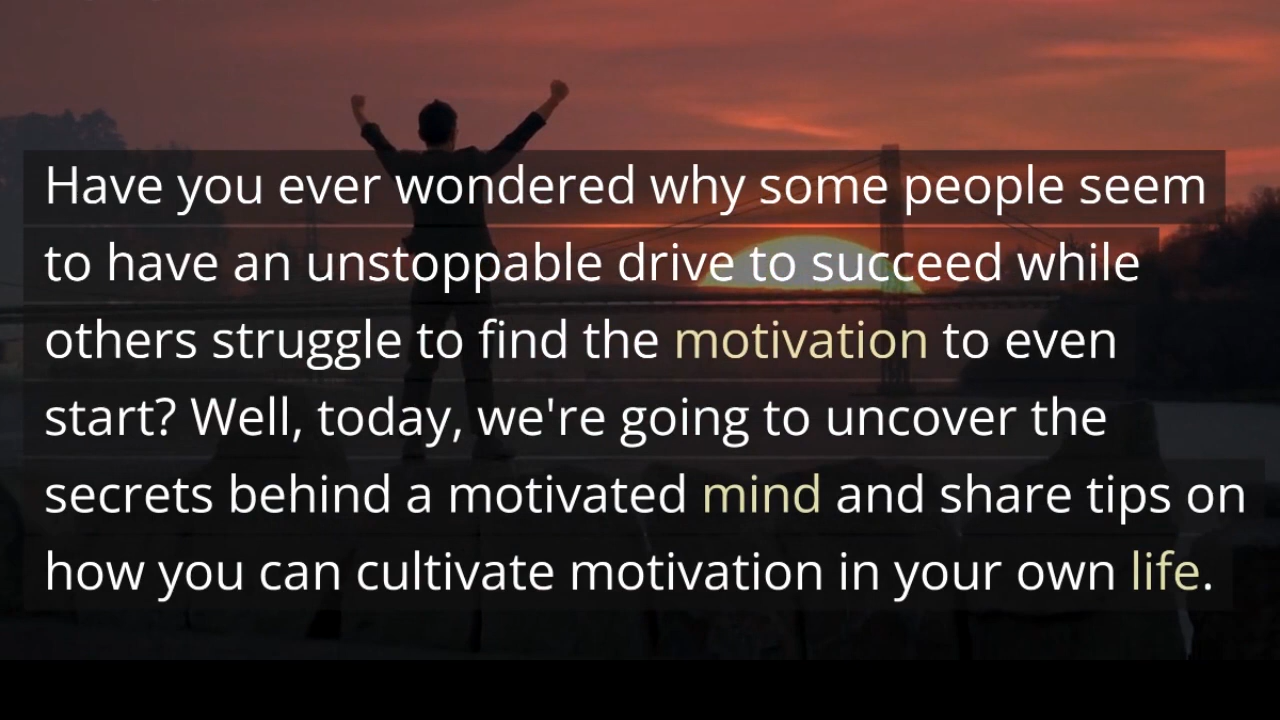 Have you ever wondered why some people seem
to have an unstoppable drive to succeed while
others struggle to find the motivation to even
start? Well, today, we're going to uncover the
secrets behind a motivated mind and share tips on
how you can cultivate motivation in your own life.